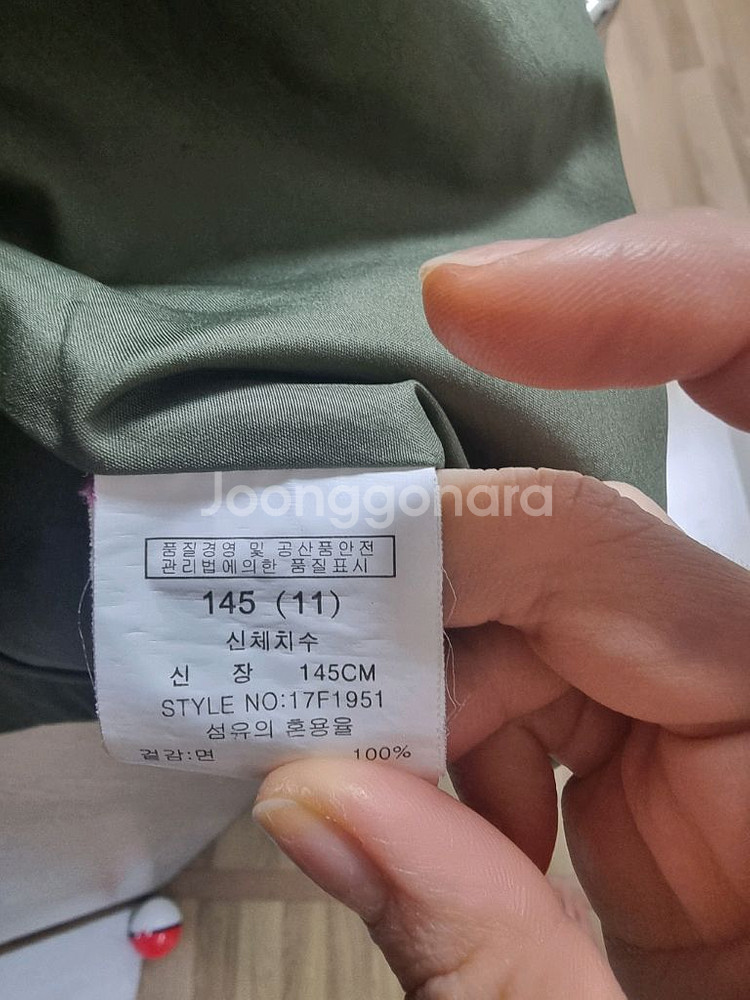 Joonggonara
품질경영 및 공산품안전
관리법에의한 품질표시
145 (11)
신체치수
신 장 145CM
STYLE NO:17F1951
섬유의 혼용율
겉감:면 100%